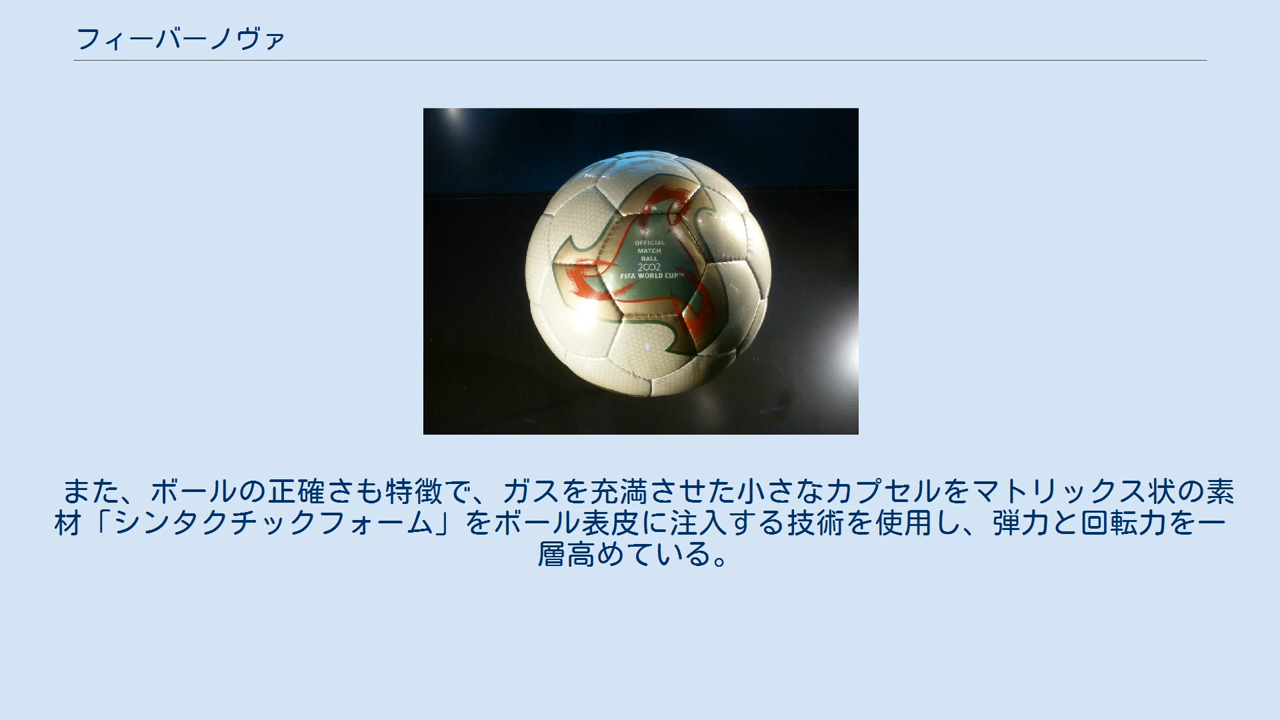 フィーバーノヴァ
OFFICIAL
MATCH
BALL
2002
FIFA WORLD CUP™
また、ボールの正確さも特徴で、ガスを充満させた小さなカプセルをマトリックス状の素
材「シンタクチックフォーム」をボール表皮に注入する技術を使用し、弾力と回転力を一
層高めている。